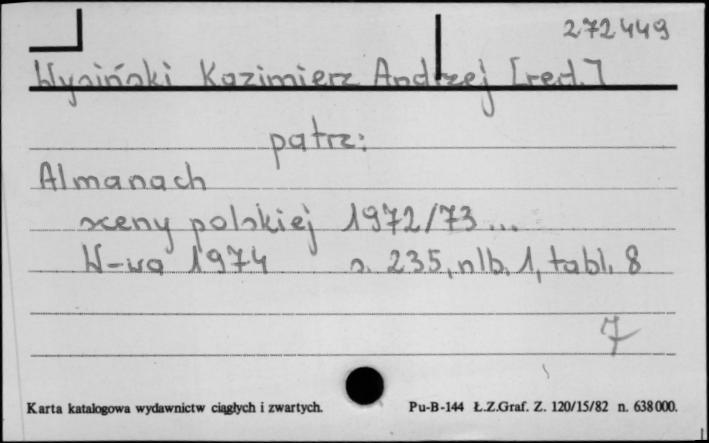 272449
Wysiński Kazimierz Andrzej [red.]
patrz:
Almanach
sceny polskiej 1972/73...
W-wa 1974 s. 235, nlb. 1, tabl. 8
7
Karta katalogowa wydawnictw ciągłych i zwartych. Pu-B-144 Ł.Z.Graf. Z. 120/15/82 n. 638000.